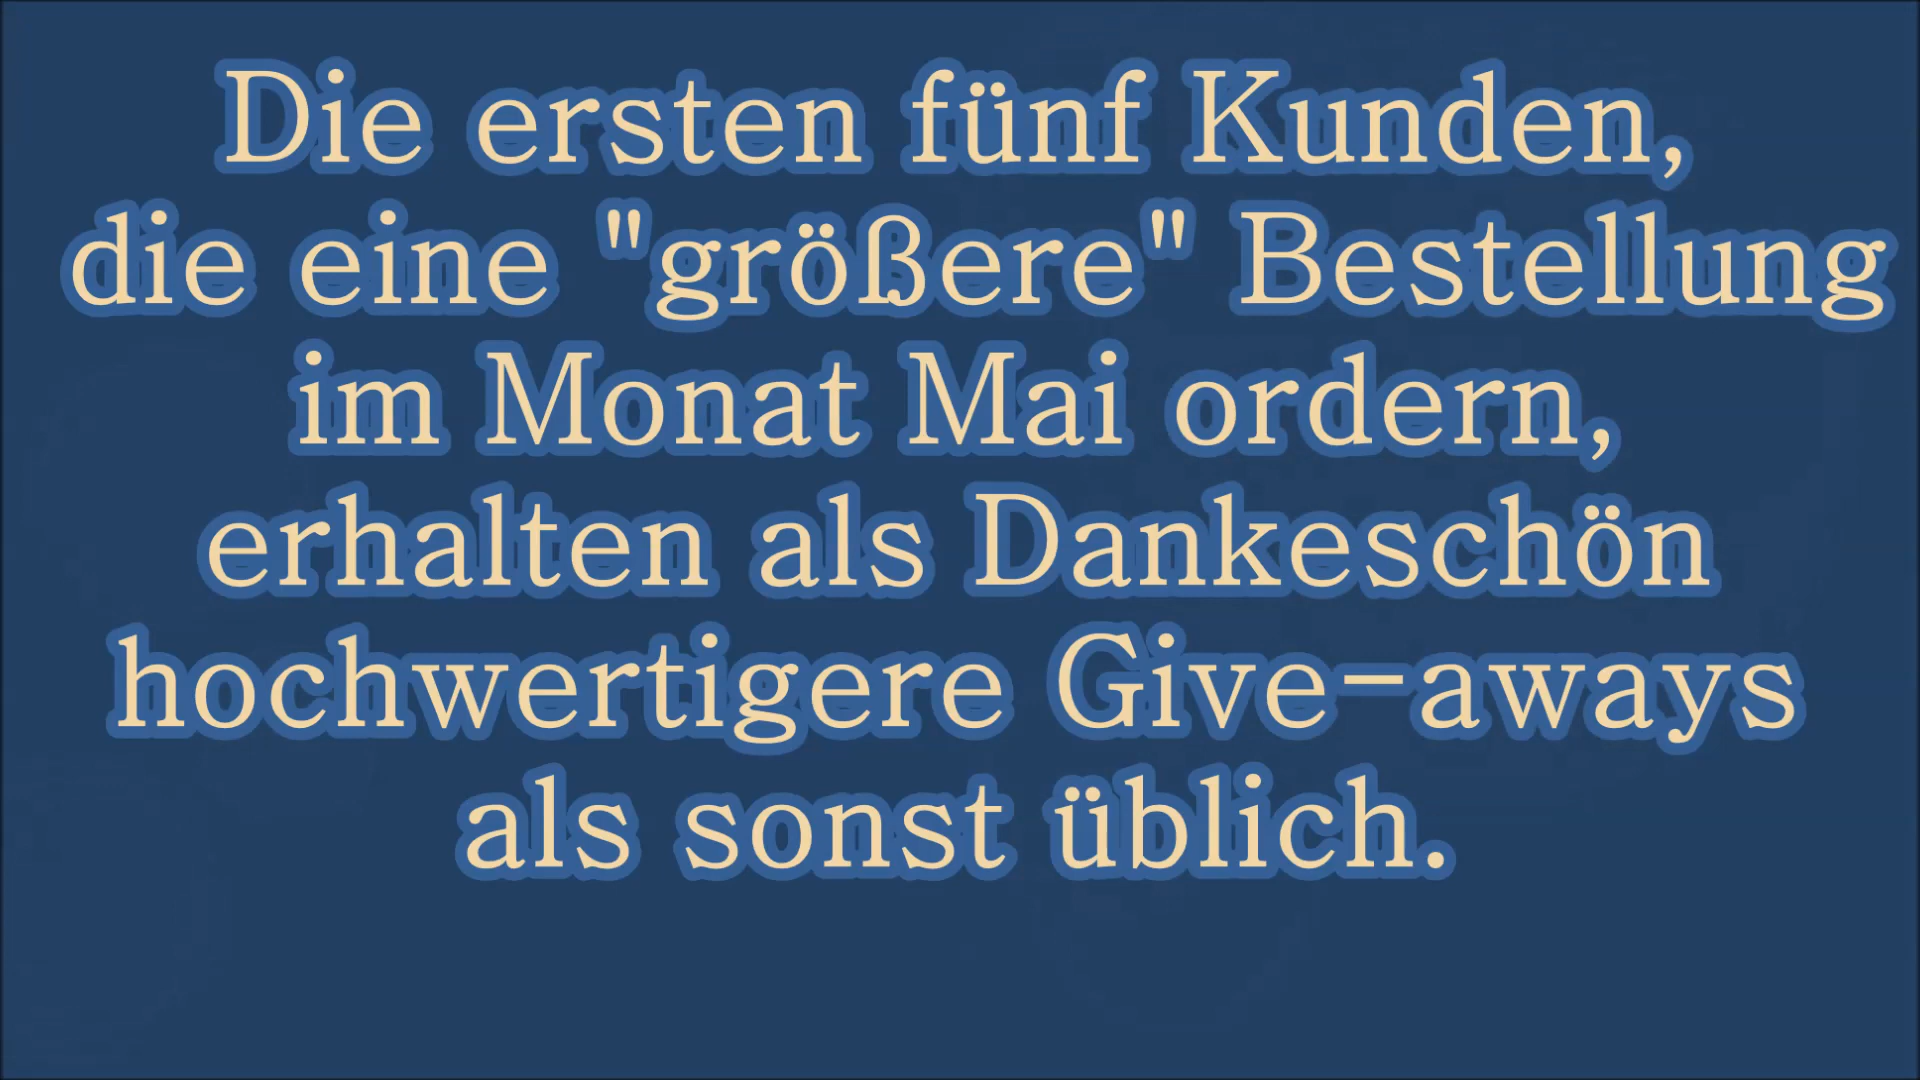 Die ersten fünf Kunden,
die eine "größere" Bestellung
im Monat Mai ordern,
erhalten als Dankeschön
hochwertigere Give-aways
als sonst üblich.